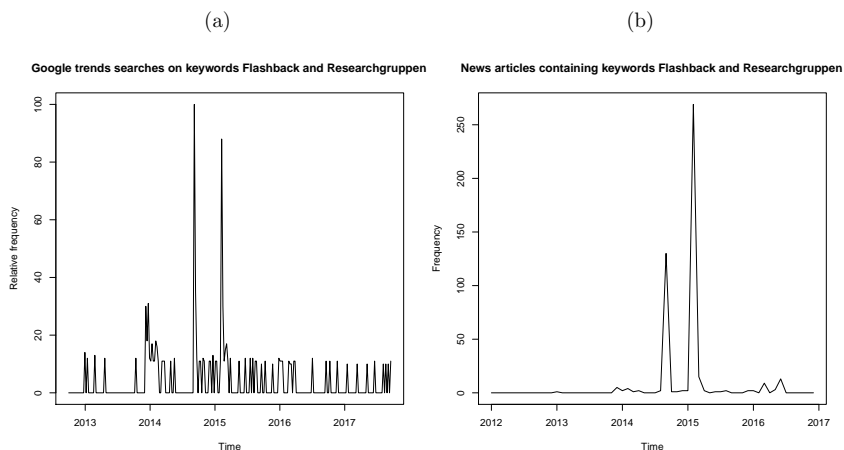 (a)
Google trends searches on keywords Flashback and Researchgruppen
Relative frequency
100
80
60
40
20
0
2013 2014 2015 2016 2017
Time
(b)
News articles containing keywords Flashback and Researchgruppen
Frequency
250
200
150
100
50
0
2012 2013 2014 2015 2016 2017
Time